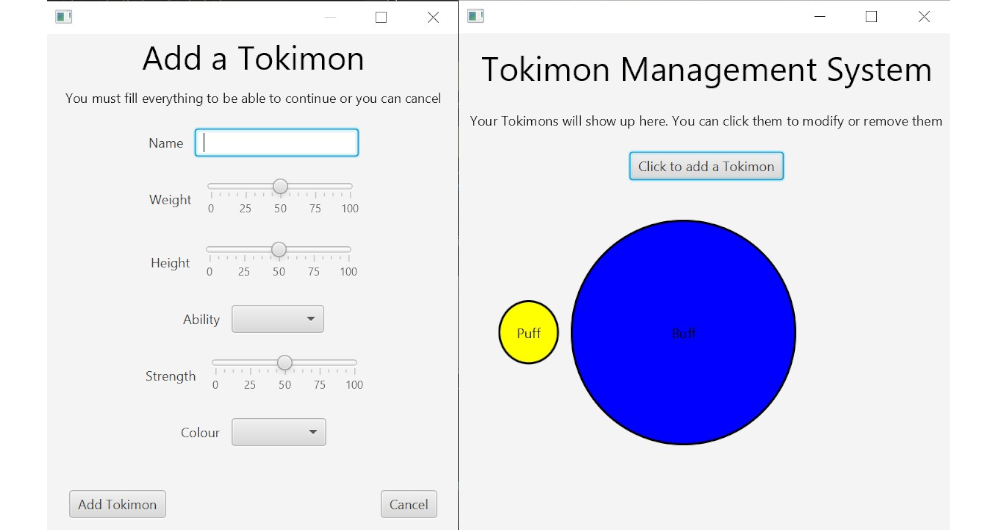 Add a Tokimon
You must fill everything to be able to continue or you can cancel
Name
Weight
0 25 50 75 100
Height
0 25 50 75 100
Ability
Strength
0 25 50 75 100
Colour
Add Tokimon Cancel
Tokimon Management System
Your Tokimons will show up here. You can click them to modify or remove them
Click to add a Tokimon
Puff
Buff